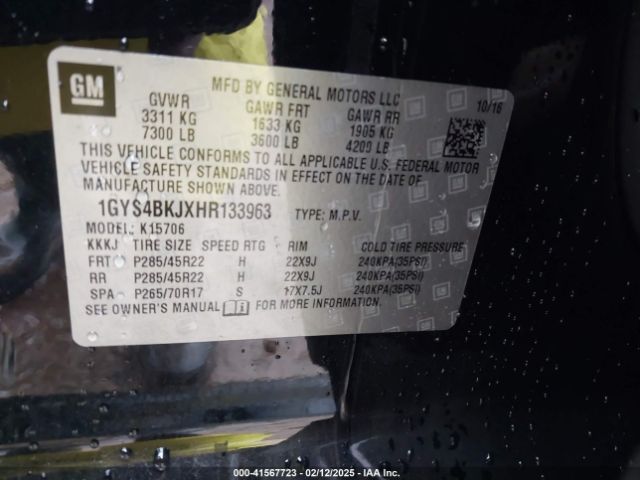 GM
MFD BY GENERAL MOTORS LLC
10/16
GVWR GAWR FRT GAWR RR
3311 KG 1633 KG 1905 KG
7300 LB 3600 LB 4200 LB
THIS VEHICLE CONFORMS TO ALL APPLICABLE U.S. FEDERAL MOTOR
VEHICLE SAFETY STANDARDS IN EFFECT ON THE DATE OF
MANUFACTURE SHOWN ABOVE.
1GYS4BKJXHR133963 TYPE: M.P.V.
MODEL: K15706
KKKJ TIRE SIZE SPEED RTG RIM COLD TIRE PRESSURE
FRT P285/45R22 H 22X9J 240KPA(35PSI)
RR P285/45R22 H 22X9J 240KPA(35PSI)
SPA P265/70R17 S 17X7.5J 240KPA(35PSI)
SEE OWNER'S MANUAL FOR MORE INFORMATION.
000-41567723 - 02/12/2025 - IAA Inc.